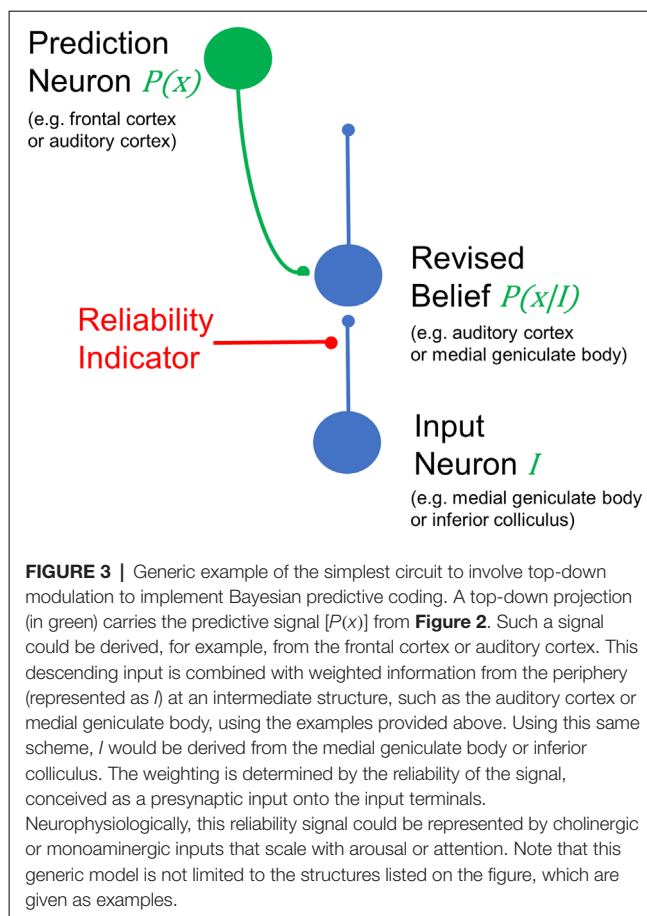 Prediction
Neuron P(x)
(e.g. frontal cortex
or auditory cortex)
Revised
Belief P(x|I)
(e.g. auditory cortex
or medial geniculate body)
Reliability
Indicator
Input
Neuron I
(e.g. medial geniculate body
or inferior colliculus)
FIGURE 3 | Generic example of the simplest circuit to involve top-down
modulation to implement Bayesian predictive coding. A top-down projection
(in green) carries the predictive signal [P(x)] from Figure 2. Such a signal
could be derived, for example, from the frontal cortex or auditory cortex. This
descending input is combined with weighted information from the periphery
(represented as I) at an intermediate structure, such as the auditory cortex or
medial geniculate body, using the examples provided above. Using this same
scheme, I would be derived from the medial geniculate body or inferior
colliculus. The weighting is determined by the reliability of the signal,
conceived as a presynaptic input onto the input terminals.
Neurophysiologically, this reliability signal could be represented by cholinergic
or monoaminergic inputs that scale with arousal or attention. Note that this
generic model is not limited to the structures listed on the figure, which are
given as examples.